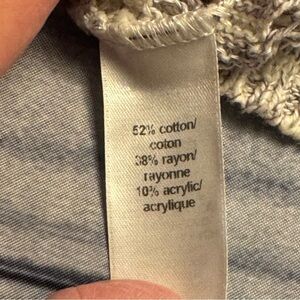 52% cotton/
coton
38% rayon/
rayonne
10% acrylic/
acrylique